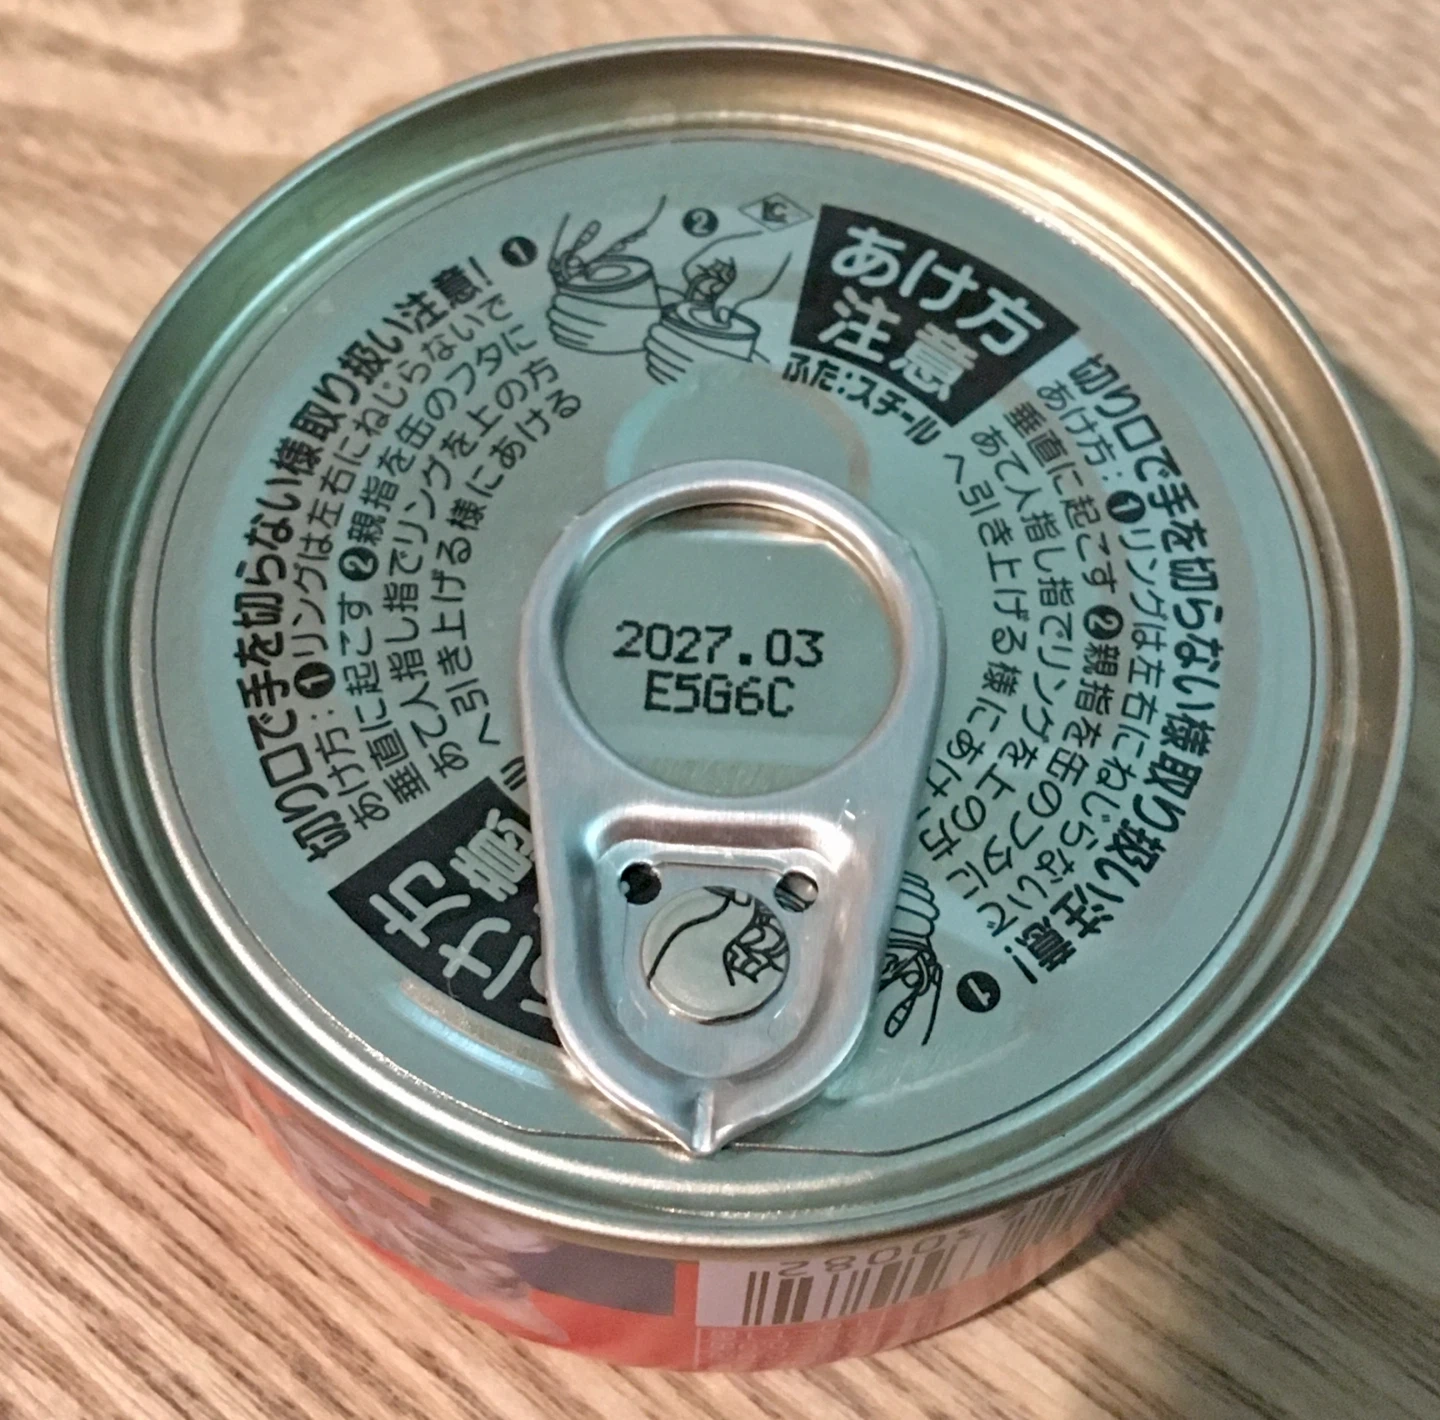 あけ方
注意
ふた:スチール
切り口で手を切らない様取り扱い注意!
あけ方:❶リングは左右にねじらないで
垂直に起こす ❷親指を缶のフタに
あて人指し指でリングを上の方
へ引き上げる様にあけ
❶
切り口で手を切らない様取り扱い注意!
あけ方:❶リングは左右にねじらないで
垂直に起こす ❷親指を缶のフタに
あて人指し指でリングを上の方
へ引き上げる様にあける
❶
❷
2027.03
E5G6C
け方
30082